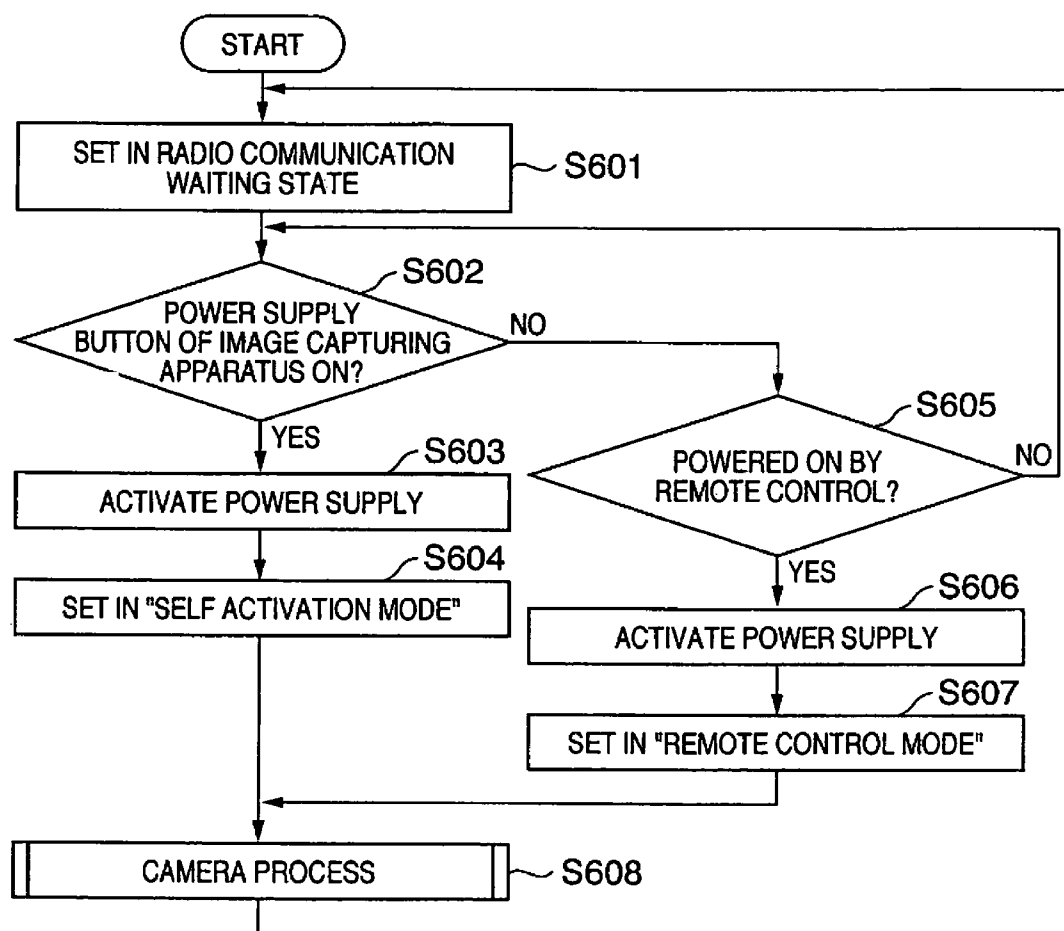 START
SET IN RADIO COMMUNICATION
WAITING STATE
S601
S602
POWER SUPPLY
BUTTON OF IMAGE CAPTURING
APPARATUS ON?
NO
YES
S603
ACTIVATE POWER SUPPLY
S604
SET IN "SELF ACTIVATION MODE"
S605
POWERED ON BY
REMOTE CONTROL?
NO
YES
S606
ACTIVATE POWER SUPPLY
S607
SET IN "REMOTE CONTROL MODE"
CAMERA PROCESS
S608